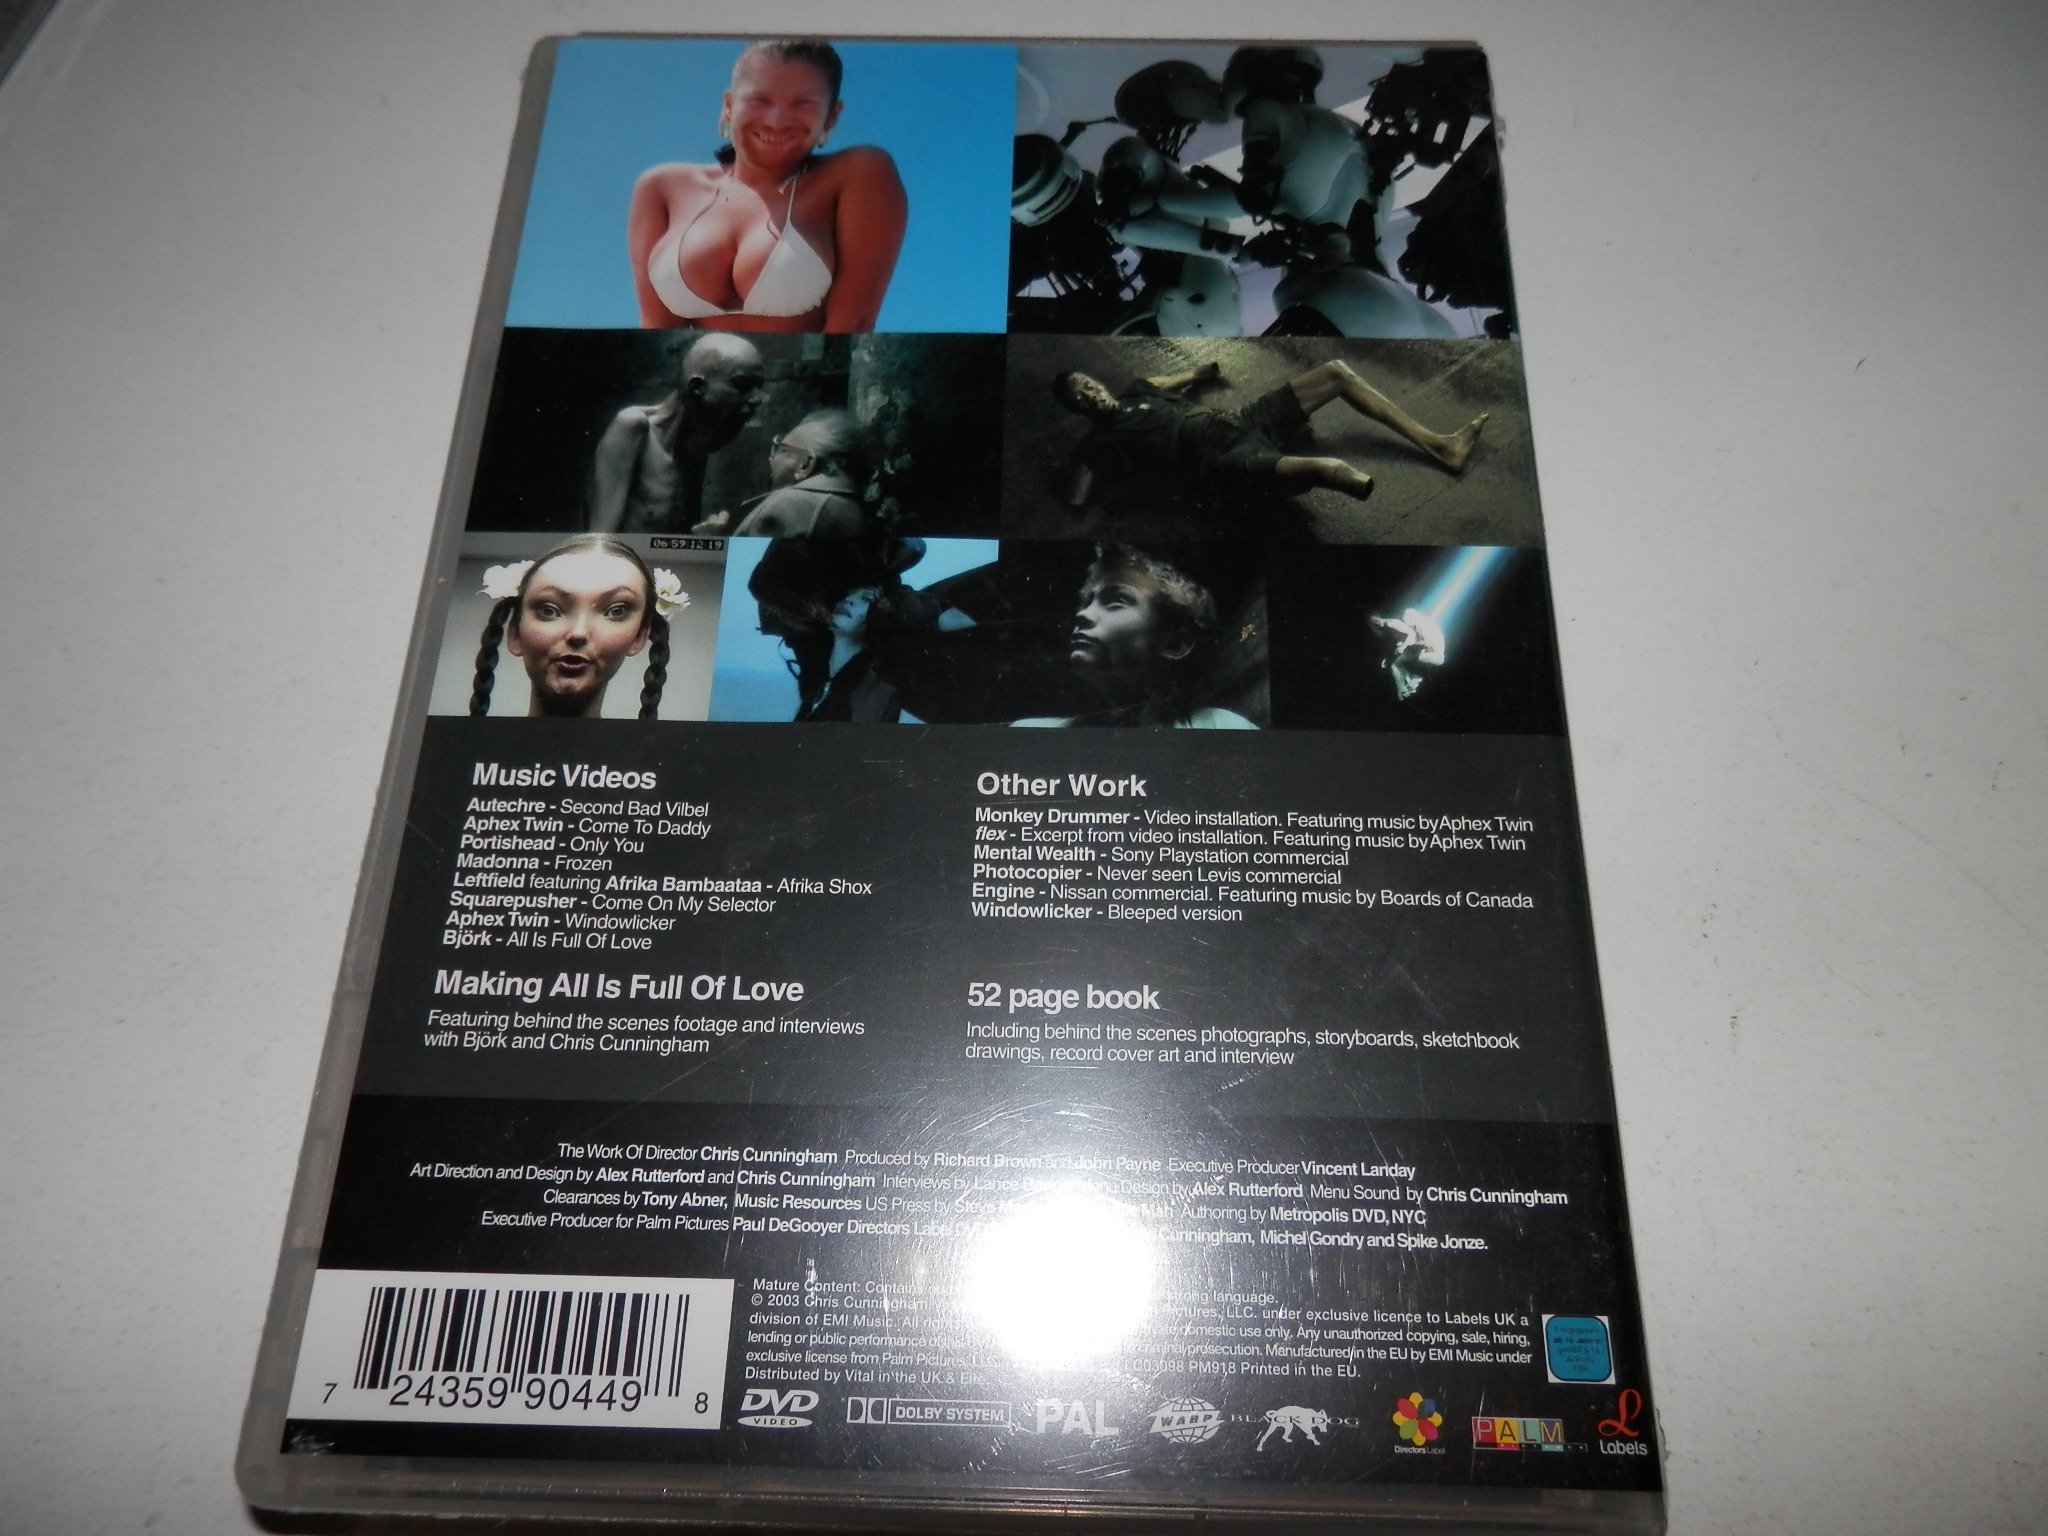 06 59 12 19
Music Videos
Autechre - Second Bad Vilbel
Aphex Twin - Come To Daddy
Portishead - Only You
Madonna - Frozen
Leftfield featuring Afrika Bambaataa - Afrika Shox
Squarepusher - Come On My Selector
Aphex Twin - Windowlicker
Björk - All Is Full Of Love
Making All Is Full Of Love
Featuring behind the scenes footage and interviews
with Björk and Chris Cunningham
Other Work
Monkey Drummer - Video installation. Featuring music by Aphex Twin
flex - Excerpt from video installation. Featuring music by Aphex Twin
Mental Wealth - Sony Playstation commercial
Photocopier - Never seen Levis commercial
Engine - Nissan commercial. Featuring music by Boards of Canada
Windowlicker - Bleeped version
52 page book
Including behind the scenes photographs, storyboards, sketchbook
drawings, record cover art and interview
The Work Of Director Chris Cunningham Produced by Richard Brown and John Payne Executive Producer Vincent Landay
Art Direction and Design by Alex Rutterford and Chris Cunningham Interviews by Lance Design by Alex Rutterford Menu Sound by Chris Cunningham
Clearances by Tony Abner, Music Resources US Press by Steve Authoring by Metropolis DVD, NYC
Executive Producer for Palm Pictures Paul DeGooyer Directors Label Cunningham, Michel Gondry and Spike Jonze.
Mature Content: Contains strong language.
© 2003 Chris Cunningham. LLC. under exclusive licence to Labels UK a
division of EMI Music. All domestic use only. Any unauthorized copying, sale, hiring,
lending or public performance prosecution. Manufactured in the EU by EMI Music under
exclusive license from Palm Pictures LLC. LC03098 PM918 Printed in the EU.
Distributed by Vital in the UK & Eire.
7 24359 90449 8
DVD VIDEO
DOLBY SYSTEM
PAL
WARP
BLACK DOG
Directors Label
PALM
Labels